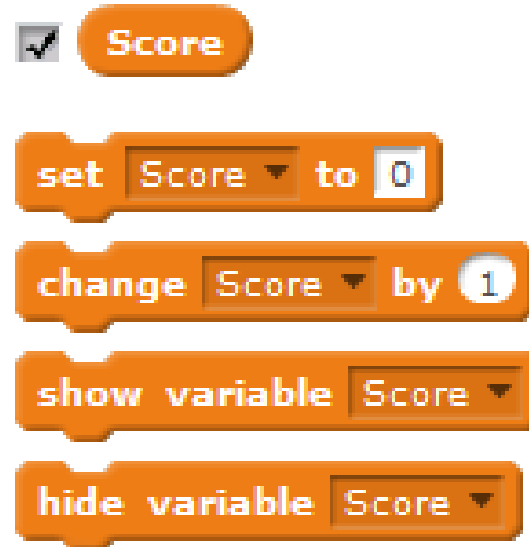 Score
set Score to 0
change Score by 1
show variable Score
hide variable Score